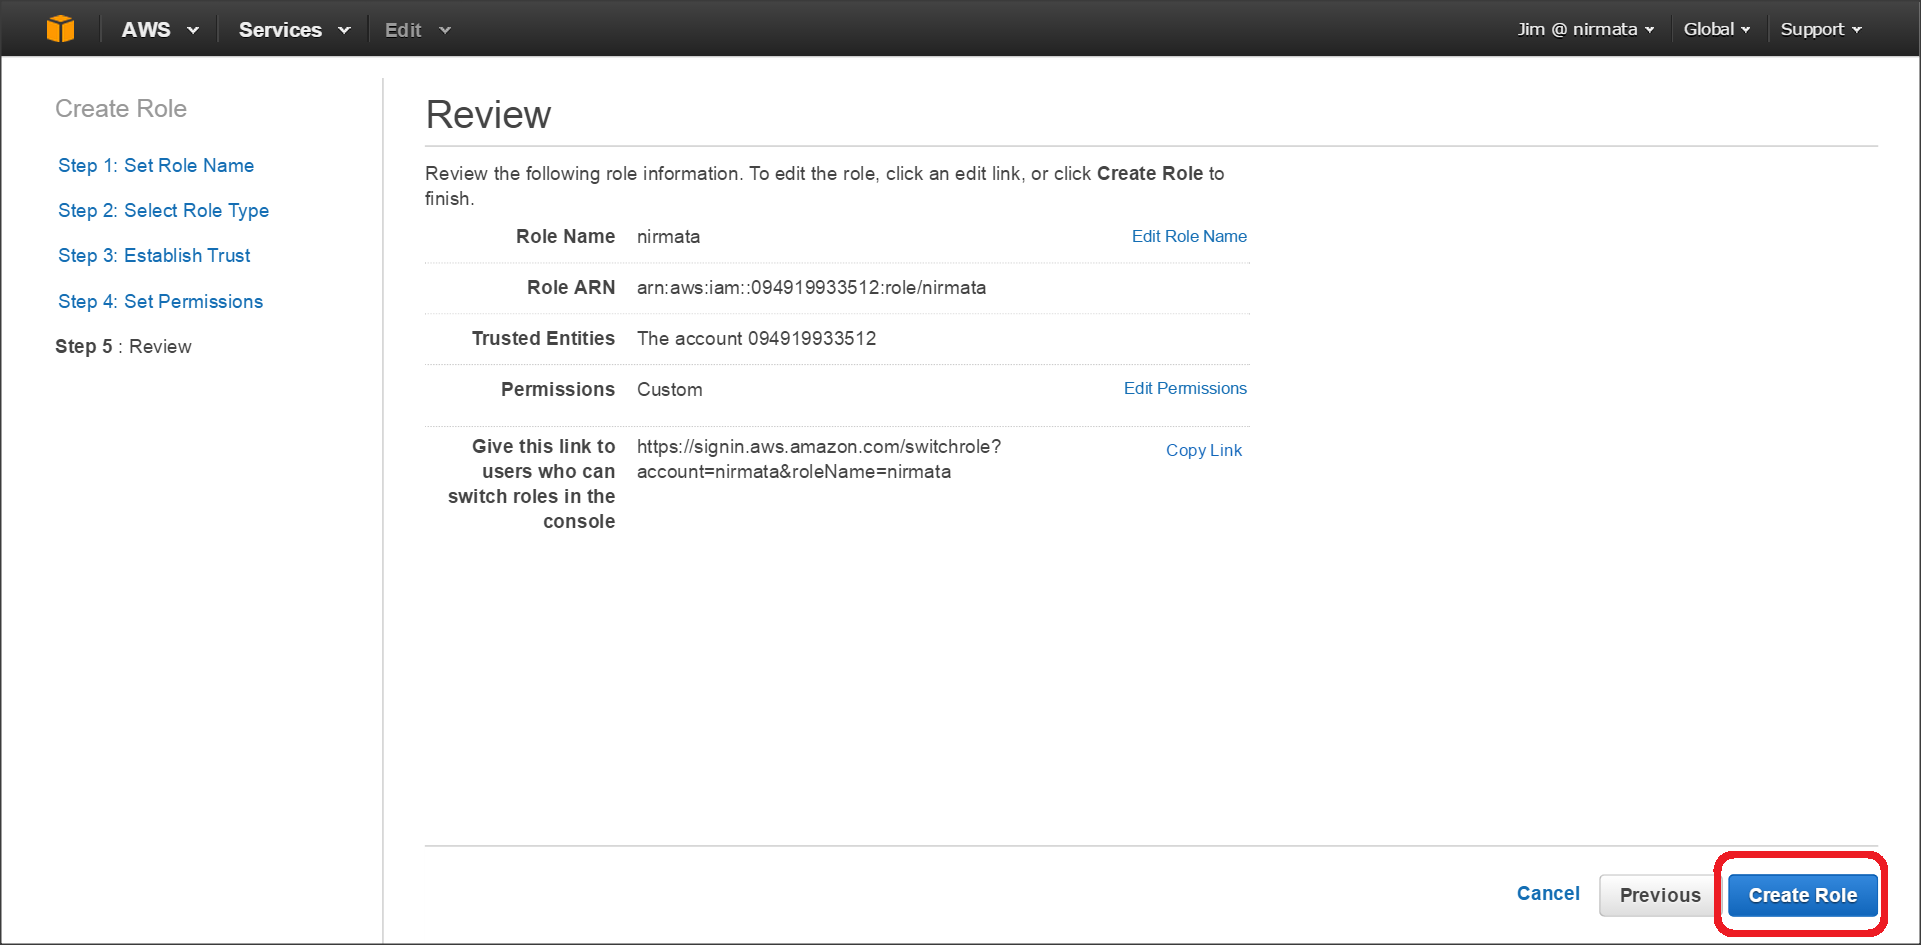 AWS Services Edit Jim @ nirmata Global Support
Create Role
Step 1: Set Role Name
Step 2: Select Role Type
Step 3: Establish Trust
Step 4: Set Permissions
Step 5 : Review
Review
Review the following role information. To edit the role, click an edit link, or click Create Role to
finish.
Role Name nirmata Edit Role Name
Role ARN arn:aws:iam::094919933512:role/nirmata
Trusted Entities The account 094919933512
Permissions Custom Edit Permissions
Give this link to https://signin.aws.amazon.com/switchrole? Copy Link
users who can account=nirmata&roleName=nirmata
switch roles in the
console
Cancel Previous Create Role